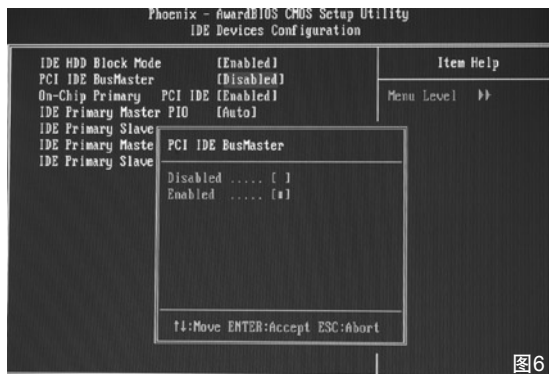 Phoenix - AwardBIOS CMOS Setup Utility
IDE Devices Configuration
IDE HDD Block Mode [Enabled]
PCI IDE BusMaster [Disabled]
On-Chip Primary PCI IDE [Enabled]
IDE Primary Master PIO [Auto]
IDE Primary Slave
IDE Primary Maste
IDE Primary Slave
Item Help
Menu Level ▶▶
PCI IDE BusMaster
Disabled ..... [ ]
Enabled ..... [■]
↑↓:Move ENTER:Accept ESC:Abort
图6